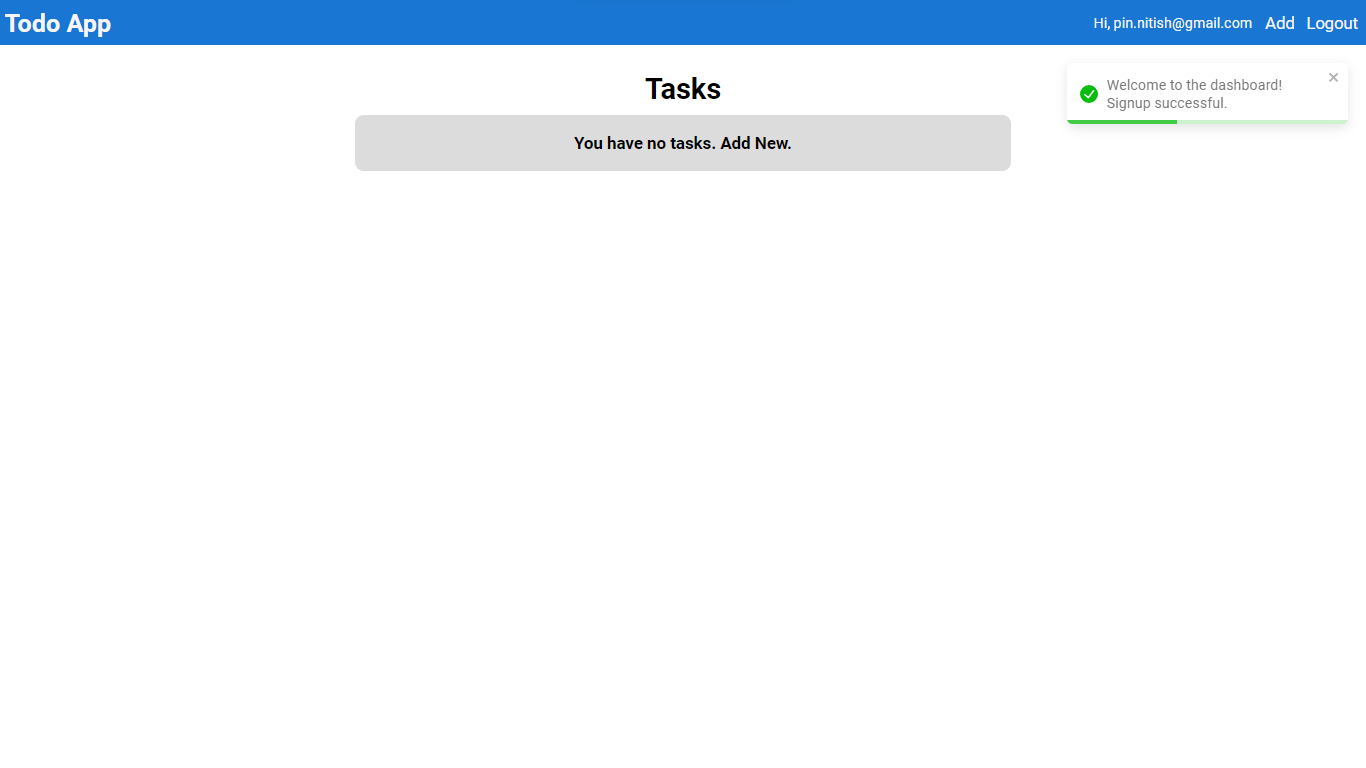 Todo App
Hi, pin.nitish@gmail.com Add Logout
Welcome to the dashboard!
Signup successful.
Tasks
You have no tasks. Add New.